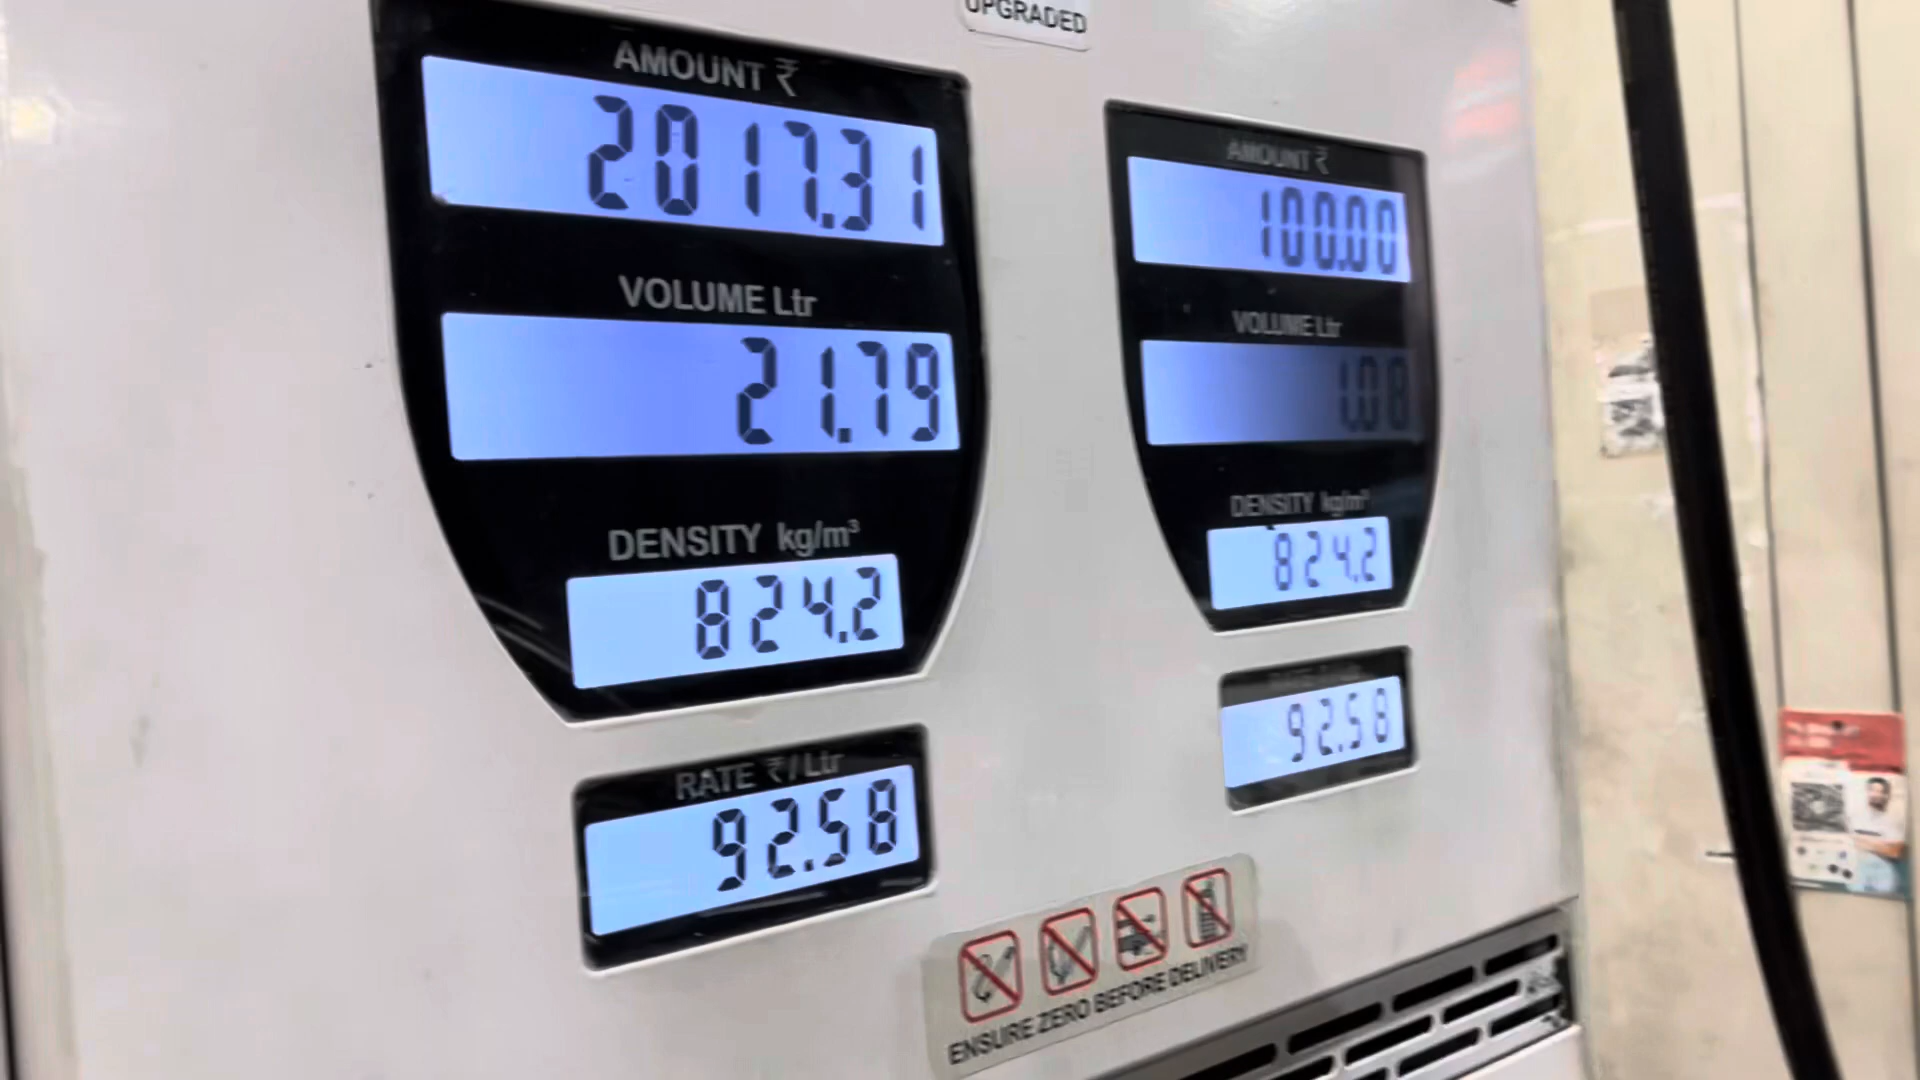 UPGRADED
AMOUNT ₹
2017.31
VOLUME Ltr
21.79
DENSITY kg/m³
824.2
RATE ₹/Ltr
92.58
AMOUNT ₹
100.00
VOLUME Ltr
1.08
DENSITY kg/m³
824.2
92.58
ENSURE ZERO BEFORE DELIVERY